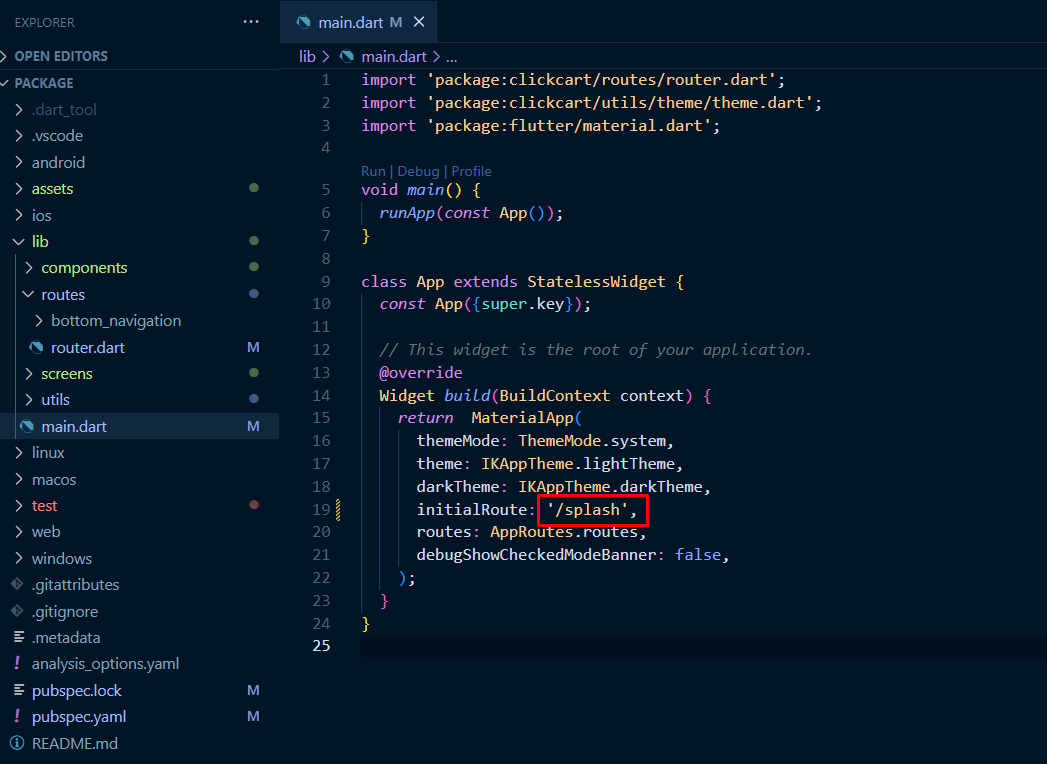 EXPLORER ...
OPEN EDITORS
PACKAGE
.dart_tool
.vscode
android
assets
ios
lib
components
routes
bottom_navigation
router.dart M
screens
utils
main.dart M
linux
macos
test
web
windows
.gitattributes
.gitignore
.metadata
analysis_options.yaml
pubspec.lock M
pubspec.yaml M
README.md
main.dart M
lib > main.dart > ...
1 import 'package:clickcart/routes/router.dart';
2 import 'package:clickcart/utils/theme/theme.dart';
3 import 'package:flutter/material.dart';
4
Run | Debug | Profile
5 void main() {
6 runApp(const App());
7 }
8
9 class App extends StatelessWidget {
10 const App({super.key});
11
12 // This widget is the root of your application.
13 @override
14 Widget build(BuildContext context) {
15 return  MaterialApp(
16 themeMode: ThemeMode.system,
17 theme: IKAppTheme.lightTheme,
18 darkTheme: IKAppTheme.darkTheme,
19 initialRoute: '/splash',
20 routes: AppRoutes.routes,
21 debugShowCheckedModeBanner: false,
22 );
23 }
24 }
25